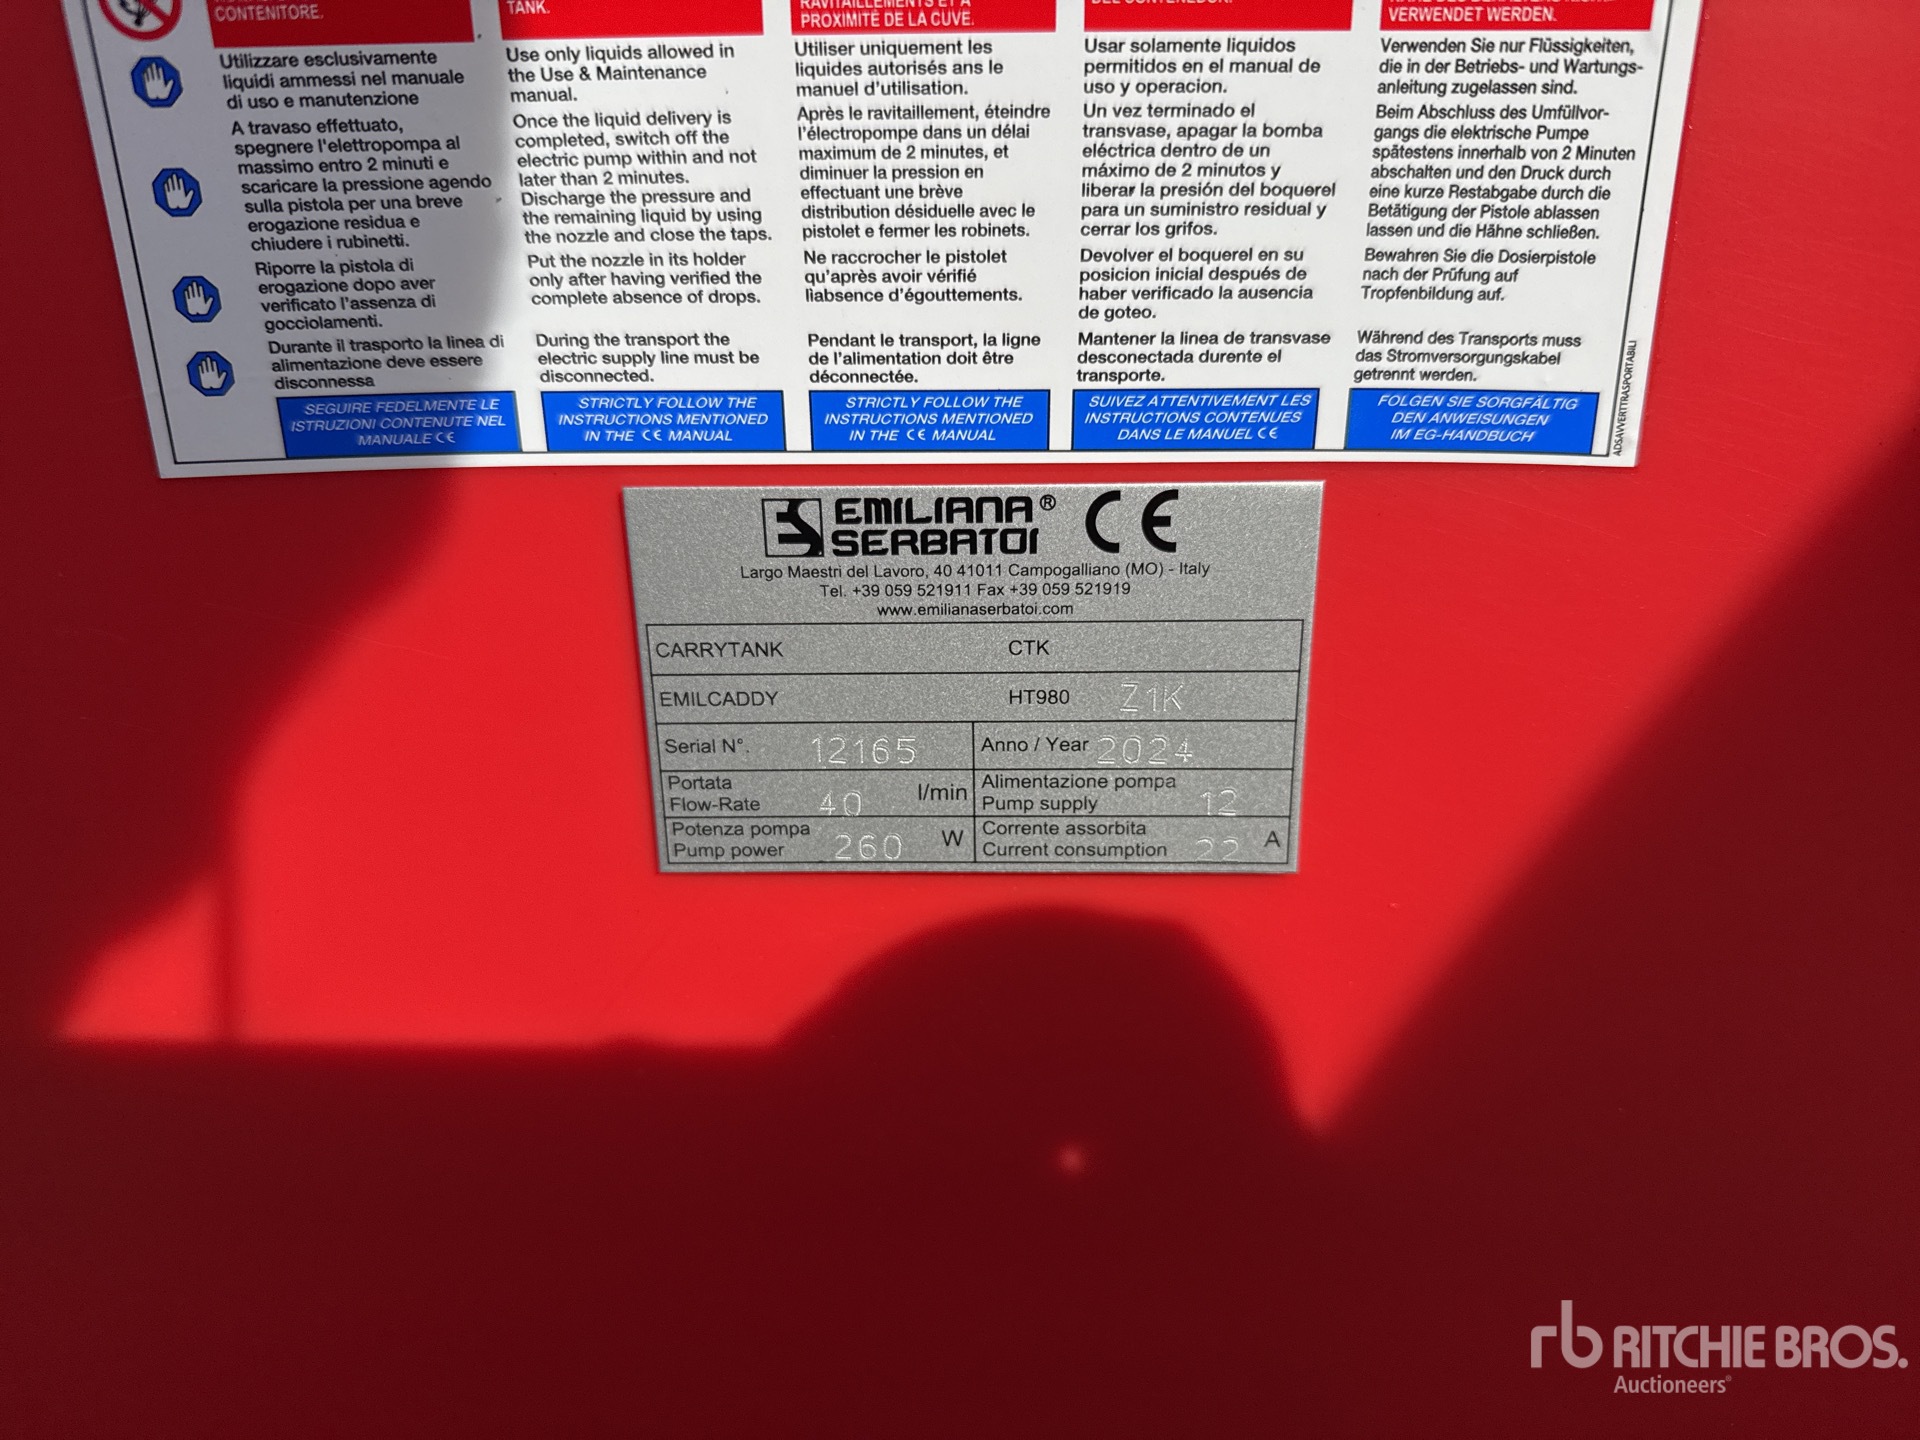 CONTENITORE.
Utilizzare esclusivamente
liquidi ammessi nel manuale
di uso e manutenzione
A travaso effettuato,
spegnere l'elettropompa al
massimo entro 2 minuti e
scaricare la pressione agendo
sulla pistola per una breve
erogazione residua e
chiudere i rubinetti.
Riporre la pistola di
erogazione dopo aver
verificato l'assenza di
gocciolamenti.
Durante il trasporto la linea di
alimentazione deve essere
disconnessa
SEGUIRE FEDELMENTE LE
ISTRUZIONI CONTENUTE NEL
MANUALE CE
TANK.
Use only liquids allowed in
the Use & Maintenance
manual.
Once the liquid delivery is
completed, switch off the
electric pump within and not
later than 2 minutes.
Discharge the pressure and
the remaining liquid by using
the nozzle and close the taps.
Put the nozzle in its holder
only after having verified the
complete absence of drops.
During the transport the
electric supply line must be
disconnected.
STRICTLY FOLLOW THE
INSTRUCTIONS MENTIONED
IN THE CE MANUAL
RAVITAILLEMENTS ET À
PROXIMITÉ DE LA CUVE.
Utiliser uniquement les
liquides autorisés ans le
manuel d'utilisation.
Après le ravitaillement, éteindre
l'électropompe dans un délai
maximum de 2 minutes, et
diminuer la pression en
effectuant une brève
distribution désiduelle avec le
pistolet e fermer les robinets.
Ne raccrocher le pistolet
qu'après avoir vérifié
liabsence d'égouttements.
Pendant le transport, la ligne
de l'alimentation doit être
déconnectée.
STRICTLY FOLLOW THE
INSTRUCTIONS MENTIONED
IN THE CE MANUAL
DEL CONTENEDOR.
Usar solamente liquidos
permitidos en el manual de
uso y operacion.
Un vez terminado el
transvase, apagar la bomba
eléctrica dentro de un
máximo de 2 minutos y
liberar la presión del boquerel
para un suministro residual y
cerrar los grifos.
Devolver el boquerel en su
posicion inicial después de
haber verificado la ausencia
de goteo.
Mantener la linea de transvase
desconectada durente el
transporte.
SUIVEZ ATTENTIVEMENT LES
INSTRUCTIONS CONTENUES
DANS LE MANUEL CE
VERWENDET WERDEN.
Verwenden Sie nur Flüssigkeiten,
die in der Betriebs- und Wartungs-
anleitung zugelassen sind.
Beim Abschluss des Umfüllvor-
gangs die elektrische Pumpe
spätestens innerhalb von 2 Minuten
abschalten und den Druck durch
eine kurze Restabgabe durch die
Betätigung der Pistole ablassen
lassen und die Hähne schließen.
Bewahren Sie die Dosierpistole
nach der Prüfung auf
Tropfenbildung auf.
Während des Transports muss
das Stromversorgungskabel
getrennt werden.
FOLGEN SIE SORGFÄLTIG
DEN ANWEISUNGEN
IM EG-HANDBUCH
ADSAVVERTTRASPORTABILI
EMILIANA® CE
SERBATOI
Largo Maestri del Lavoro, 40 41011 Campogalliano (MO) - Italy
Tel. +39 059 521911 Fax +39 059 521919
www.emilianaserbatoi.com
CARRYTANK CTK
EMILCADDY HT980 Z1K
Serial N°. 12165 Anno / Year 2024
Portata
Flow-Rate 40 l/min
Alimentazione pompa
Pump supply 12
Potenza pompa
Pump power 260 W
Corrente assorbita
Current consumption 22 A
rb RITCHIE BROS.
Auctioneers®